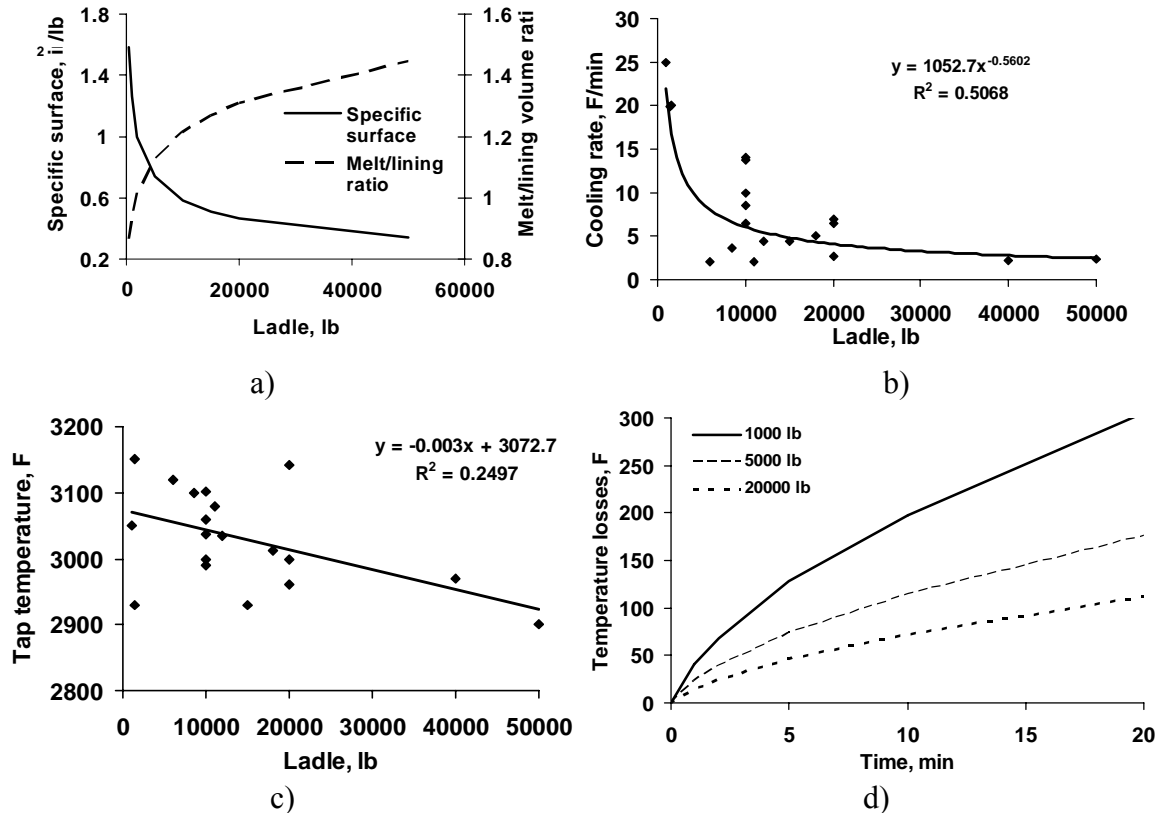 1.8
1.4
1
0.6
0.2
1.6
1.4
1.2
1
0.8
Specific
surface
Melt/lining
ratio
0 20000 40000 60000
Ladle, lb
Specific surface, /lb
Melt/lining volume rati
a)
30
25
20
15
10
5
0
y = 1052.7x^-0.5602
R² = 0.5068
Cooling rate, F/min
0 10000 20000 30000 40000 50000
Ladle, lb
b)
3200
3100
3000
2900
2800
y = -0.003x + 3072.7
R² = 0.2497
Tap temperature, F
0 10000 20000 30000 40000 50000
Ladle, lb
c)
300
250
200
150
100
50
0
1000 lb
5000 lb
20000 lb
Temperature losses, F
0 5 10 15 20
Time, min
d)